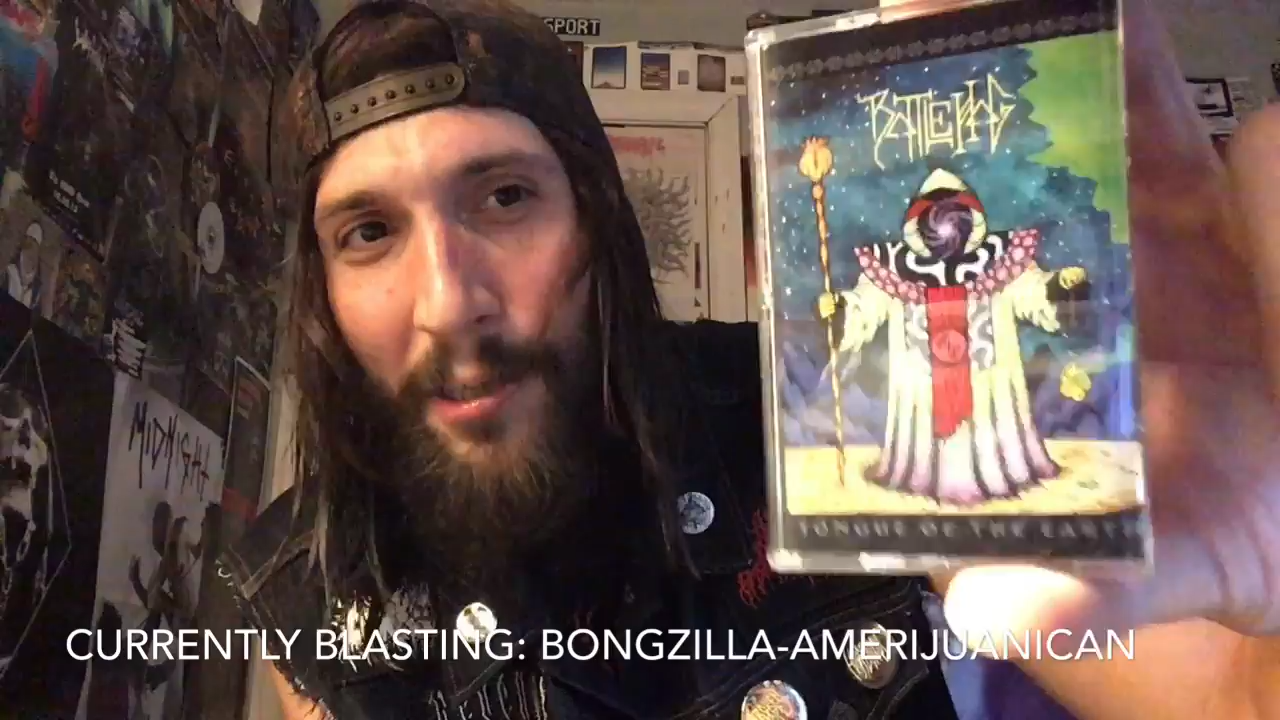 SPORT
BATTLEHAG
MIDNIGHT
TONGUE OF THE EARTH
CURRENTLY BLASTING: BONGZILLA-AMERIJUANICAN